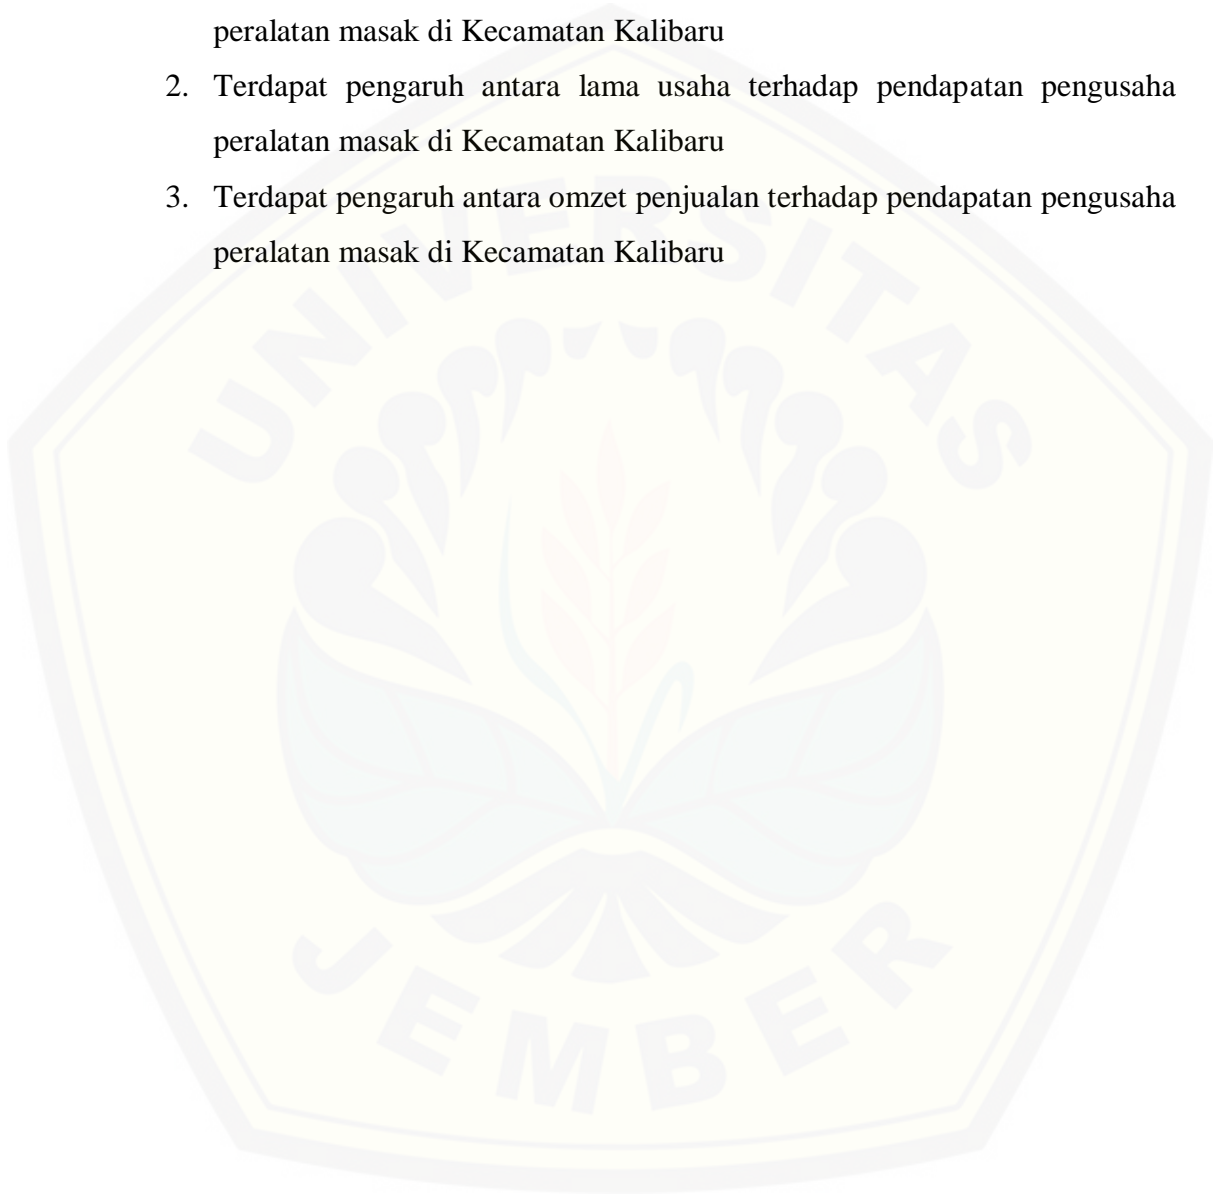 peralatan masak di Kecamatan Kalibaru
2. Terdapat pengaruh antara lama usaha terhadap pendapatan pengusaha
peralatan masak di Kecamatan Kalibaru
3. Terdapat pengaruh antara omzet penjualan terhadap pendapatan pengusaha
peralatan masak di Kecamatan Kalibaru
UNIVERSITAS
JEMBER